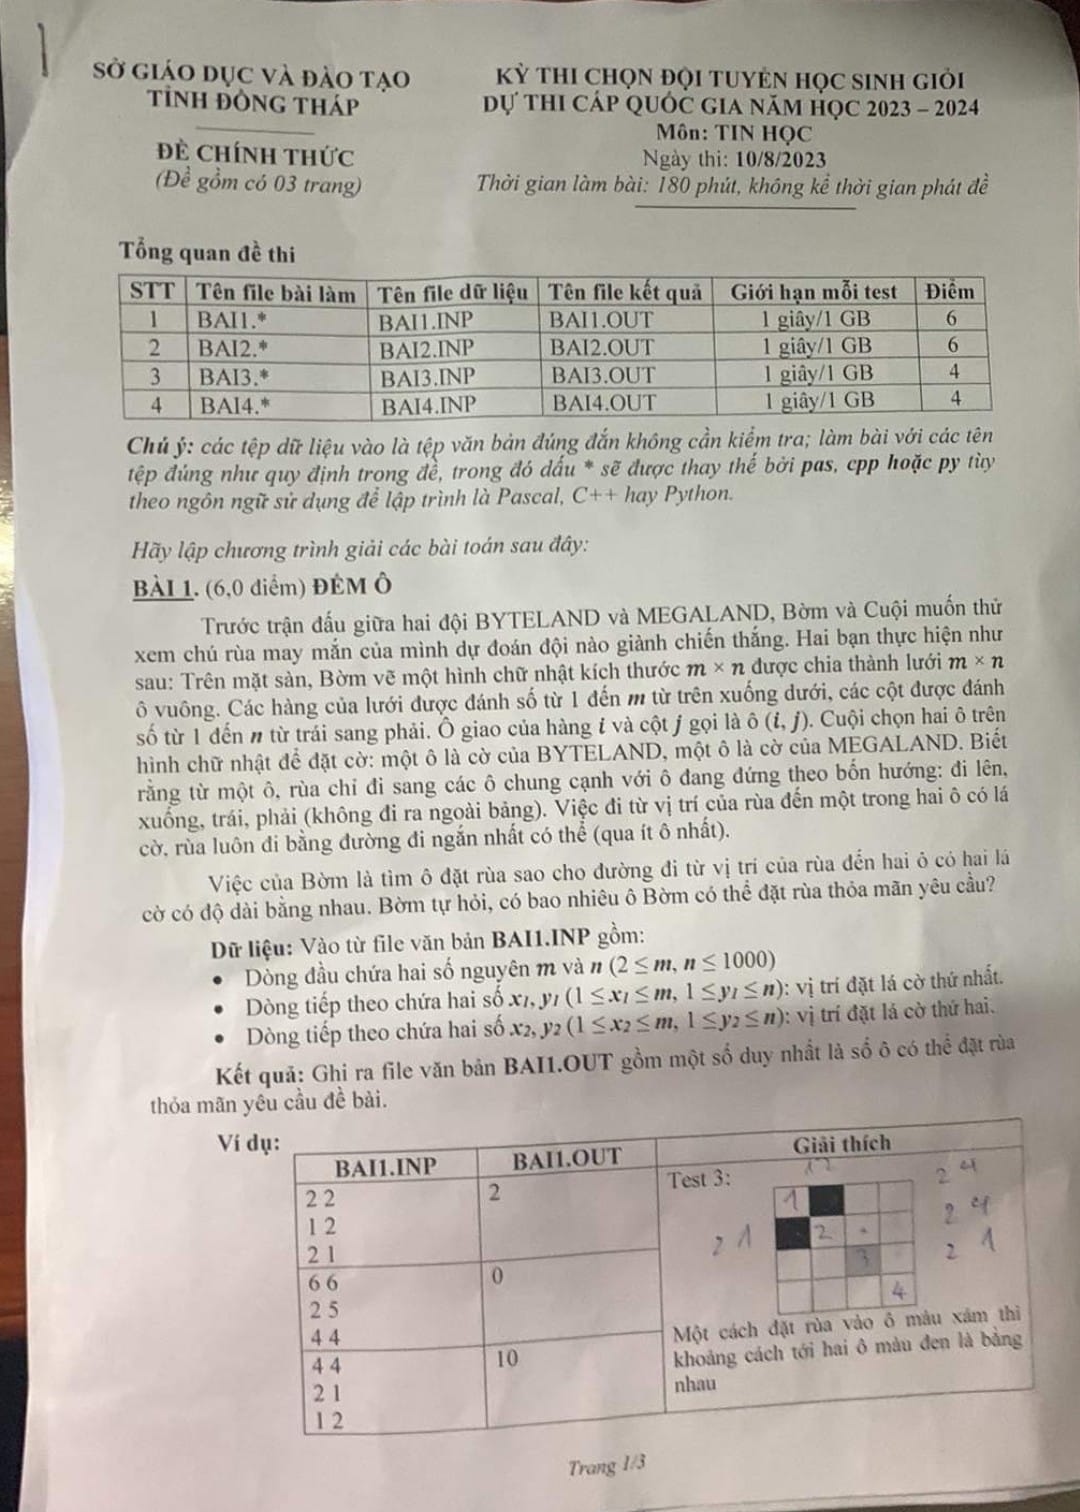 SỞ GIÁO DỤC VÀ ĐÀO TẠO
TỈNH ĐỒNG THÁP
ĐỀ CHÍNH THỨC
(Đề gồm có 03 trang)
KỲ THI CHỌN ĐỘI TUYỂN HỌC SINH GIỎI
DỰ THI CẤP QUỐC GIA NĂM HỌC 2023 – 2024
Môn: TIN HỌC
Ngày thi: 10/8/2023
Thời gian làm bài: 180 phút, không kể thời gian phát đề
Tổng quan đề thi
STT Tên file bài làm Tên file dữ liệu Tên file kết quả Giới hạn mỗi test Điểm
1 BAI1.* BAI1.INP BAI1.OUT 1 giây/1 GB 6
2 BAI2.* BAI2.INP BAI2.OUT 1 giây/1 GB 6
3 BAI3.* BAI3.INP BAI3.OUT 1 giây/1 GB 4
4 BAI4.* BAI4.INP BAI4.OUT 1 giây/1 GB 4
Chú ý: các tệp dữ liệu vào là tệp văn bản đúng đắn không cần kiểm tra; làm bài với các tên
tệp đúng như quy định trong đề, trong đó dấu * sẽ được thay thế bởi pas, cpp hoặc py tùy
theo ngôn ngữ sử dụng để lập trình là Pascal, C++ hay Python.
Hãy lập chương trình giải các bài toán sau đây:
BÀI 1. (6,0 điểm) ĐẾM Ô
Trước trận đấu giữa hai đội BYTELAND và MEGALAND, Bờm và Cuội muốn thử
xem chú rùa may mắn của mình dự đoán đội nào giành chiến thắng. Hai bạn thực hiện như
sau: Trên mặt sàn, Bờm vẽ một hình chữ nhật kích thước m × n được chia thành lưới m × n
ô vuông. Các hàng của lưới được đánh số từ 1 đến m từ trên xuống dưới, các cột được đánh
số từ 1 đến n từ trái sang phải. Ô giao của hàng i và cột j gọi là ô (i, j). Cuội chọn hai ô trên
hình chữ nhật để đặt cờ: một ô là cờ của BYTELAND, một ô là cờ của MEGALAND. Biết
rằng từ một ô, rùa chỉ đi sang các ô chung cạnh với ô đang đứng theo bốn hướng: đi lên,
xuống, trái, phải (không đi ra ngoài bảng). Việc đi từ vị trí của rùa đến một trong hai ô có lá
cờ, rùa luôn đi bằng đường đi ngắn nhất có thể (qua ít ô nhất).
Việc của Bờm là tìm ô đặt rùa sao cho đường đi từ vị trí của rùa đến hai ô có hai lá
cờ có độ dài bằng nhau. Bờm tự hỏi, có bao nhiêu ô Bờm có thể đặt rùa thỏa mãn yêu cầu?
Dữ liệu: Vào từ file văn bản BAI1.INP gồm:
• Dòng đầu chứa hai số nguyên m và n (2 ≤ m, n ≤ 1000)
• Dòng tiếp theo chứa hai số x1, y1 (1 ≤ x1 ≤ m, 1 ≤ y1 ≤ n): vị trí đặt lá cờ thứ nhất.
• Dòng tiếp theo chứa hai số x2, y2 (1 ≤ x2 ≤ m, 1 ≤ y2 ≤ n): vị trí đặt lá cờ thứ hai.
Kết quả: Ghi ra file văn bản BAI1.OUT gồm một số duy nhất là số ô có thể đặt rùa
thỏa mãn yêu cầu đề bài.
Ví dụ:
BAI1.INP BAI1.OUT Giải thích
2 2
1 2
2 1
2
6 6
2 5
4 4
0
4 4
2 1
1 2
10
Test 3:
1
2
3
4
2 1
2 4
2 4
2 1
Một cách đặt rùa vào ô màu xám thì
khoảng cách tới hai ô màu đen là bằng
nhau
Trang 1/3